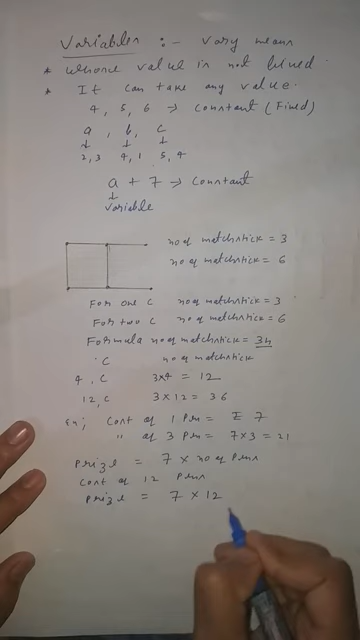 Variables :- vary means
* whose value is not fixed.
* It can take any value.
4, 5, 6 → Constant (Fixed)
a, b, c
↓ ↓ ↓
2,3 4,1 5,4
a + 7 → Constant
↓
variable
no of matchstick = 3
no of matchstick = 6
For one C no of matchstick = 3
For two C no of matchstick = 6
Formula no of matchstick = 3n
C no of matchstick
4, C 3×4 = 12
12, C 3 × 12 = 36
Ex; Cost of 1 Pen = 7
" of 3 Pen = 7×3 = 21
Prize = 7 × no of Pens
Cost of 12 Pens
Prize = 7 × 12